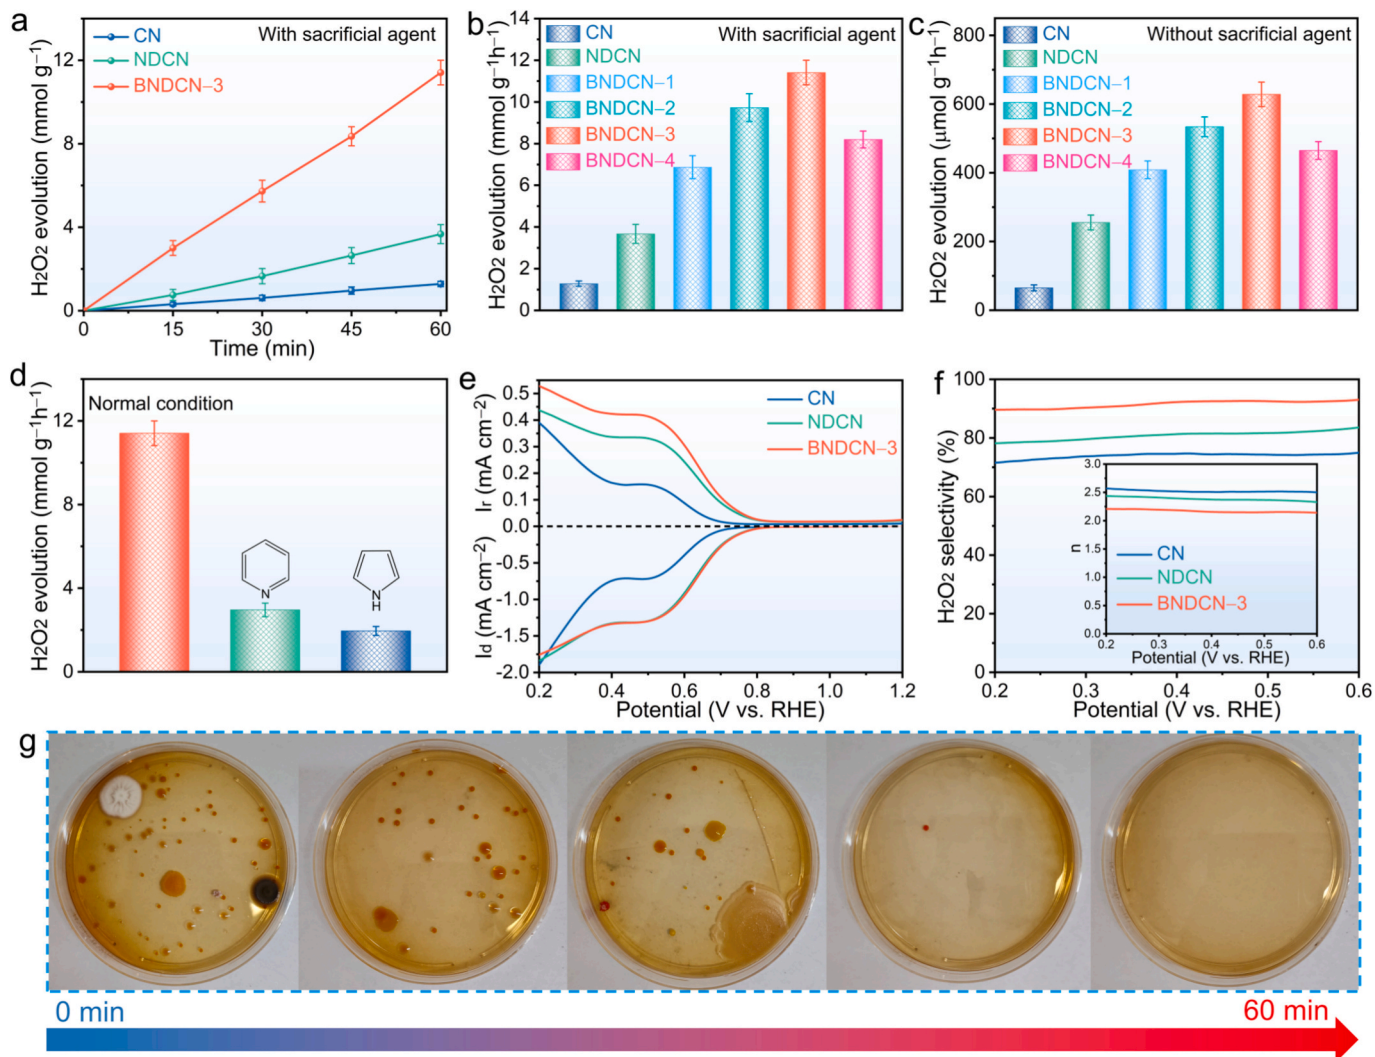 a
CN
NDCN
BNDCN–3
With sacrificial agent
H2O2 evolution (mmol g⁻¹)
12
8
4
0
0 15 30 45 60
Time (min)
b
With sacrificial agent
CN
NDCN
BNDCN–1
BNDCN–2
BNDCN–3
BNDCN–4
H2O2 evolution (mmol g⁻¹h⁻¹)
14
12
10
8
6
4
2
0
c
Without sacrificial agent
CN
NDCN
BNDCN–1
BNDCN–2
BNDCN–3
BNDCN–4
H2O2 evolution (μmol g⁻¹h⁻¹)
800
600
400
200
0
d
Normal condition
H2O2 evolution (mmol g⁻¹h⁻¹)
12
8
4
0
N
N
H
e
CN
NDCN
BNDCN–3
Ir (mA cm⁻²)
0.5
0.4
0.3
0.2
0.1
0.0
Id (mA cm⁻²)
-0.5
-1.0
-1.5
-2.0
0.2 0.4 0.6 0.8 1.0 1.2
Potential (V vs. RHE)
f
H2O2 selectivity (%)
100
80
60
40
20
0
0.2 0.3 0.4 0.5 0.6
Potential (V vs. RHE)
n
3.0
2.5
2.0
1.5
1.0
0.5
0.0
CN
NDCN
BNDCN–3
0.2 0.3 0.4 0.5 0.6
Potential (V vs. RHE)
g
0 min
60 min